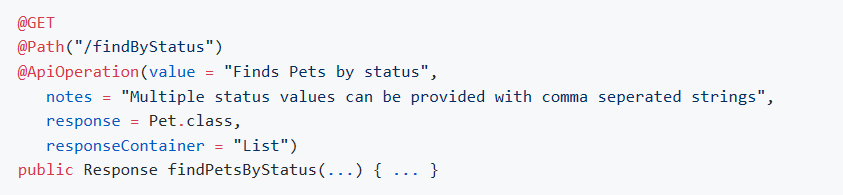 @GET
@Path("/findByStatus")
@ApiOperation(value = "Finds Pets by status",
   notes = "Multiple status values can be provided with comma seperated strings",
   response = Pet.class,
   responseContainer = "List")
public Response findPetsByStatus(...) { ... }